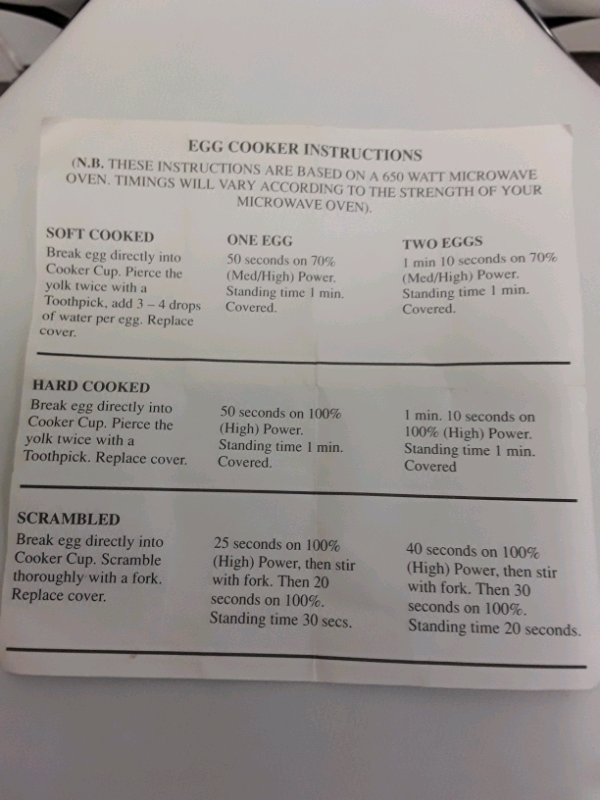 EGG COOKER INSTRUCTIONS
(N.B. THESE INSTRUCTIONS ARE BASED ON A 650 WATT MICROWAVE
OVEN. TIMINGS WILL VARY ACCORDING TO THE STRENGTH OF YOUR
MICROWAVE OVEN).
SOFT COOKED
Break egg directly into
Cooker Cup. Pierce the
yolk twice with a
Toothpick, add 3 – 4 drops
of water per egg. Replace
cover.
ONE EGG
50 seconds on 70%
(Med/High) Power.
Standing time 1 min.
Covered.
TWO EGGS
1 min 10 seconds on 70%
(Med/High) Power.
Standing time 1 min.
Covered.
HARD COOKED
Break egg directly into
Cooker Cup. Pierce the
yolk twice with a
Toothpick. Replace cover.
50 seconds on 100%
(High) Power.
Standing time 1 min.
Covered.
1 min. 10 seconds on
100% (High) Power.
Standing time 1 min.
Covered
SCRAMBLED
Break egg directly into
Cooker Cup. Scramble
thoroughly with a fork.
Replace cover.
25 seconds on 100%
(High) Power, then stir
with fork. Then 20
seconds on 100%.
Standing time 30 secs.
40 seconds on 100%
(High) Power, then stir
with fork. Then 30
seconds on 100%.
Standing time 20 seconds.